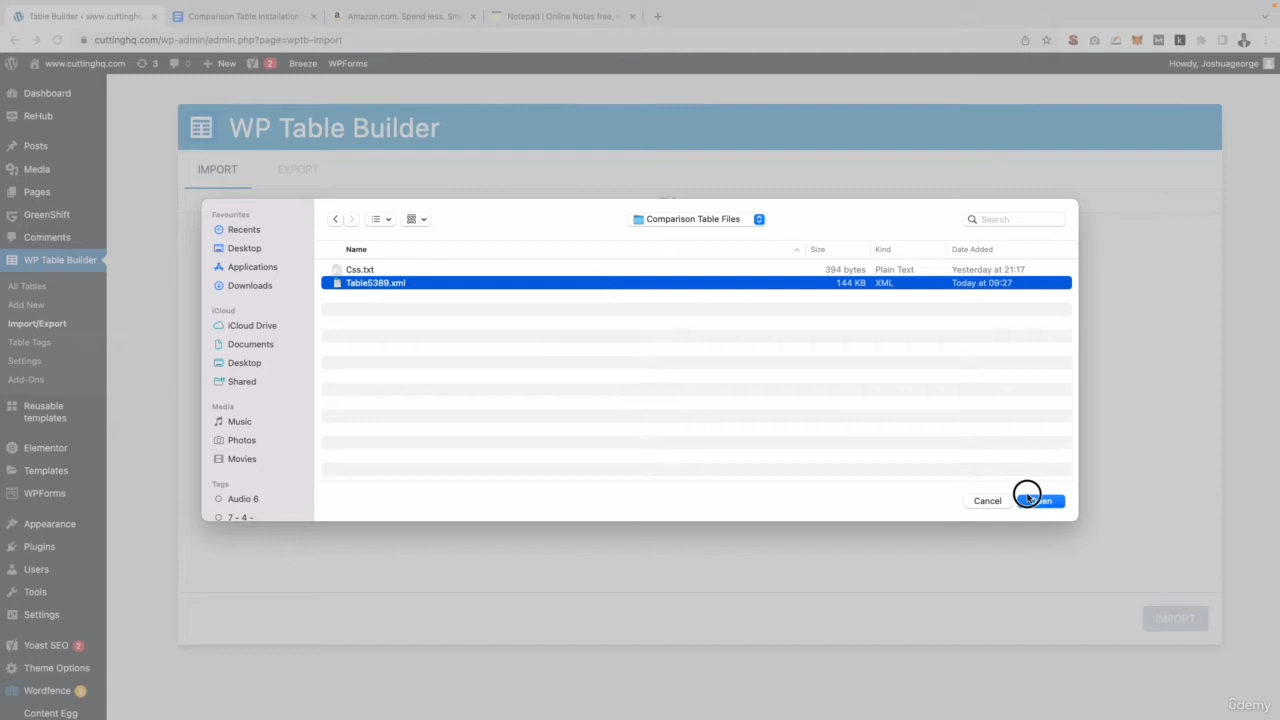 Table Builder < www.cuttinghq.
Comparison Table Installation
Amazon.com. Spend less. Sm
Notepad | Online Notes free,
cuttinghq.com/wp-admin/admin.php?page=wptb-import
www.cuttinghq.com
3
0
New
2
Breeze
WPForms
Howdy, Joshuageorge
Dashboard
ReHub
Posts
Media
Pages
GreenShift
Comments
WP Table Builder
All Tables
Add New
Import/Export
Table Tags
Settings
Add-Ons
Reusable
templates
Elementor
Templates
WPForms
Appearance
Plugins
Users
Tools
Settings
Yoast SEO 2
Theme Options
Wordfence
Content Egg
WP Table Builder
IMPORT
EXPORT
Favourites
Recents
Desktop
Applications
Downloads
iCloud
iCloud Drive
Documents
Desktop
Shared
Media
Music
Photos
Movies
Tags
Audio 6
7 - 4 -
Comparison Table Files
Search
Name
Size
Kind
Date Added
Css.txt
394 bytes
Plain Text
Yesterday at 21:17
Table5389.xml
144 KB
XML
Today at 09:27
Cancel
IMPORT
udemy